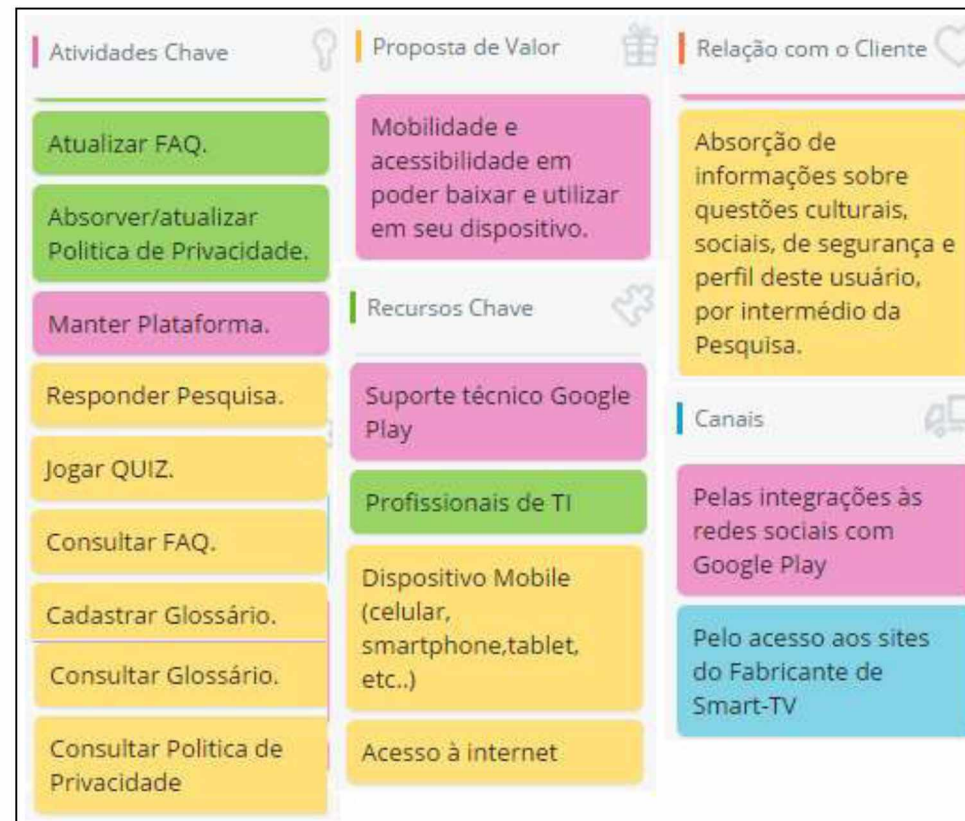 Atividades Chave
Atualizar FAQ.
Absorver/atualizar
Politica de Privacidade.
Manter Plataforma.
Responder Pesquisa.
Jogar QUIZ.
Consultar FAQ.
Cadastrar Glossário.
Consultar Glossário.
Consultar Politica de
Privacidade
Proposta de Valor
Mobilidade e
acessibilidade em
poder baixar e utilizar
em seu dispositivo.
Recursos Chave
Suporte técnico Google
Play
Profissionais de TI
Dispositivo Mobile
(celular,
smartphone,tablet,
etc..)
Acesso à internet
Relação com o Cliente
Absorção de
informações sobre
questões culturais,
sociais, de segurança e
perfil deste usuário,
por intermédio da
Pesquisa.
Canais
Pelas integrações às
redes sociais com
Google Play
Pelo acesso aos sites
do Fabricante de
Smart-TV